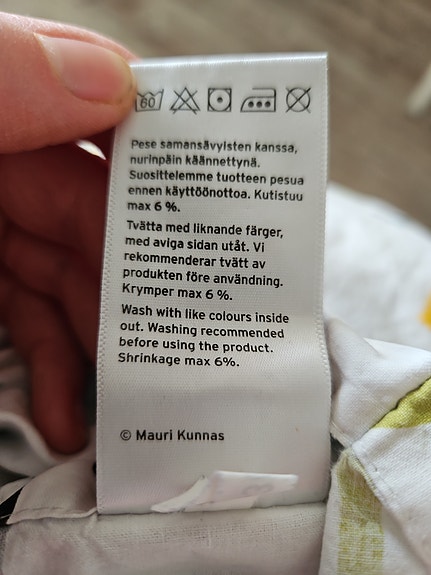 60
Pese samansävyisten kanssa,
nurinpäin käännettynä.
Suosittelemme tuotteen pesua
ennen käyttöönottoa. Kutistuu
max 6 %.
Tvätta med liknande färger,
med aviga sidan utåt. Vi
rekommenderar tvätt av
produkten före användning.
Krymper max 6 %.
Wash with like colours inside
out. Washing recommended
before using the product.
Shrinkage max 6%.
© Mauri Kunnas